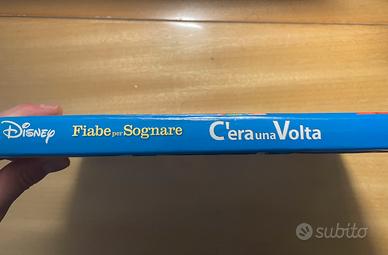 Disney Fiabe per Sognare C'era una Volta
subito